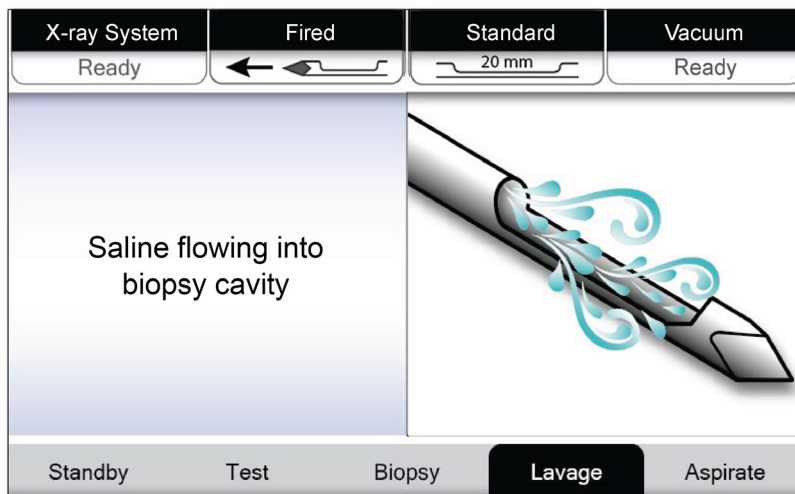 X-ray System Fired Standard Vacuum
Ready 20 mm Ready
Saline flowing into
biopsy cavity
Standby Test Biopsy Lavage Aspirate